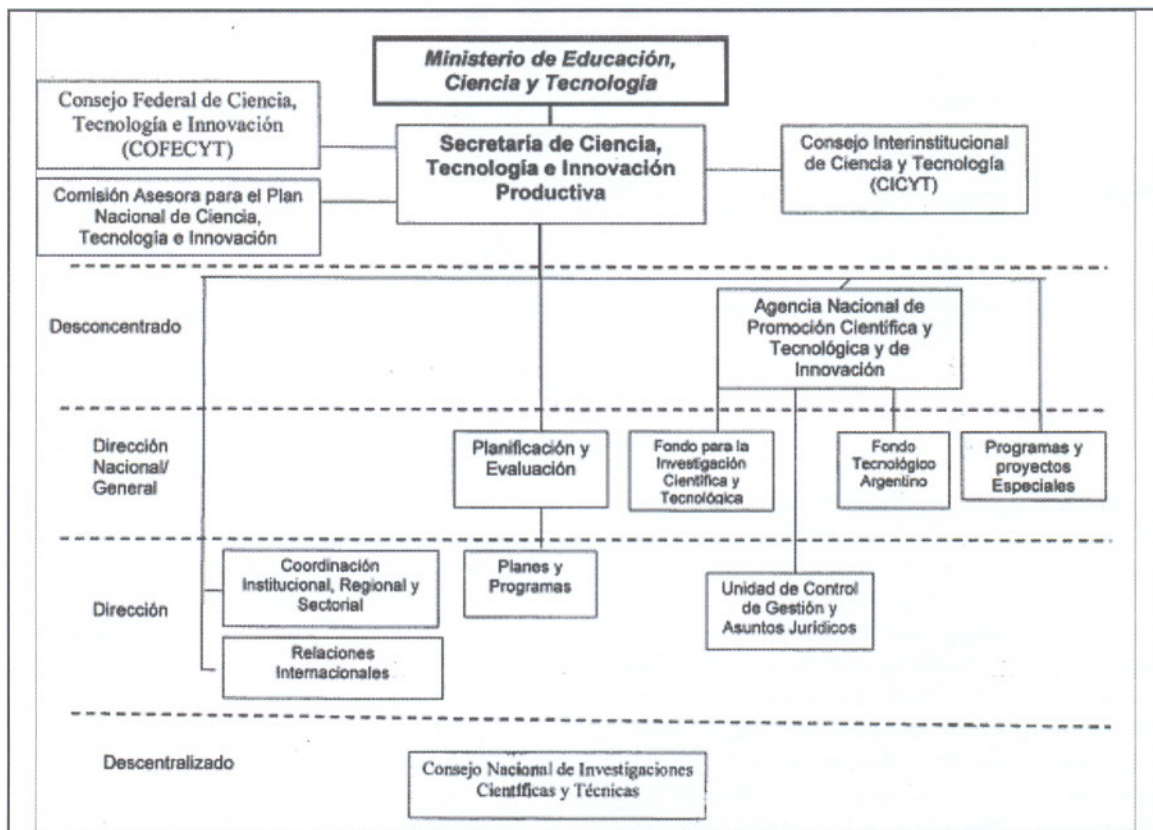 Ministerio de Educación,
Ciencia y Tecnología
Consejo Federal de Ciencia,
Tecnología e Innovación
(COFECYT)
Secretaría de Ciencia,
Tecnología e Innovación
Productiva
Consejo Interinstitucional
de Ciencia y Tecnología
(CICYT)
Comisión Asesora para el Plan
Nacional de Ciencia,
Tecnología e Innovación
Desconcentrado
Agencia Nacional de
Promoción Científica y
Tecnológica y de
Innovación
Dirección
Nacional/
General
Planificación y
Evaluación
Fondo para la
Investigación
Científica y
Tecnológica
Fondo
Tecnológico
Argentino
Programas y
proyectos
Especiales
Dirección
Coordinación
Institucional, Regional y
Sectorial
Planes y
Programas
Unidad de Control
de Gestión y
Asuntos Jurídicos
Relaciones
Internacionales
Descentralizado
Consejo Nacional de Investigaciones
Científicas y Técnicas